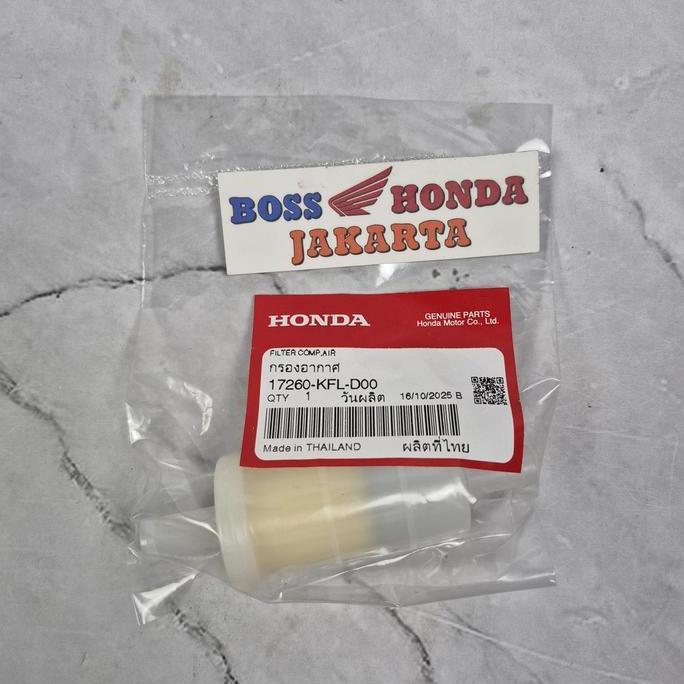 BOSS HONDA
JAKARTA
HONDA
GENUINE PARTS
Honda Motor Co., Ltd.
FILTER COMP,AIR
กรองอากาศ
17260-KFL-D00
QTY 1 วันผลิต 16/10/2025 B
Made in THAILAND ผลิตที่ไทย